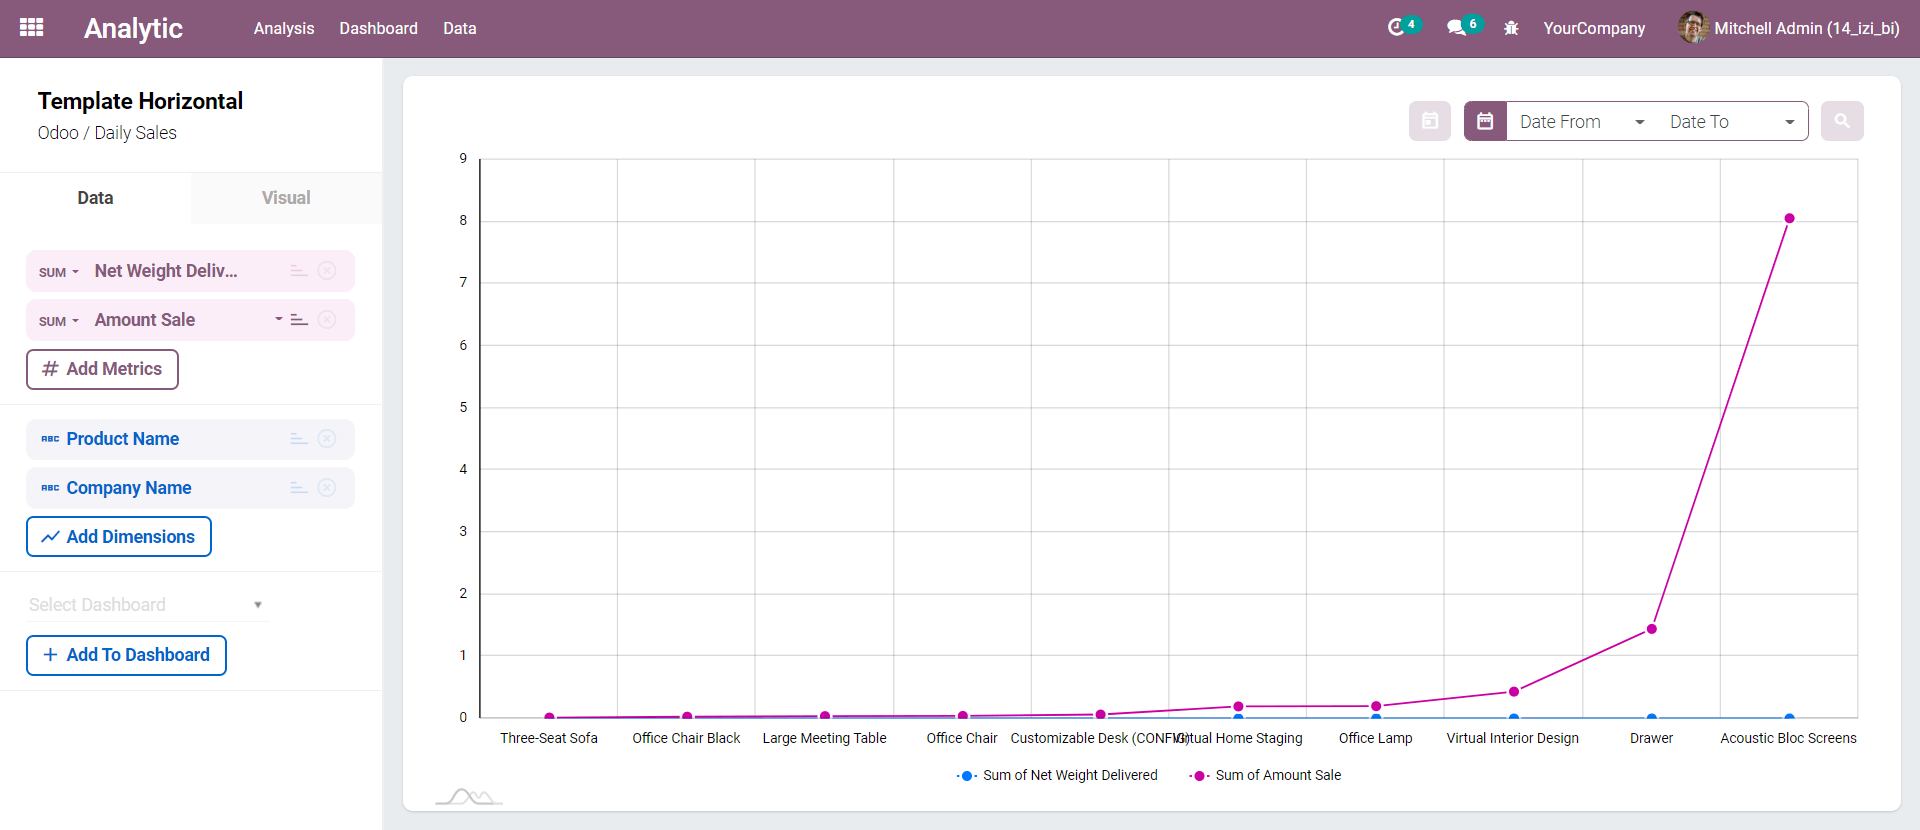 Analytic Analysis Dashboard Data 4 6 YourCompany Mitchell Admin (14_izi_bi)
Template Horizontal
Odoo / Daily Sales
Data Visual
SUM Net Weight Deliv...
SUM Amount Sale
# Add Metrics
ABC Product Name
ABC Company Name
Add Dimensions
Select Dashboard
+ Add To Dashboard
Date From Date To
9
8
7
6
5
4
3
2
1
0
Three-Seat Sofa Office Chair Black Large Meeting Table Office Chair Customizable Desk (CONFIG) Virtual Home Staging Office Lamp Virtual Interior Design Drawer Acoustic Bloc Screens
Sum of Net Weight Delivered Sum of Amount Sale